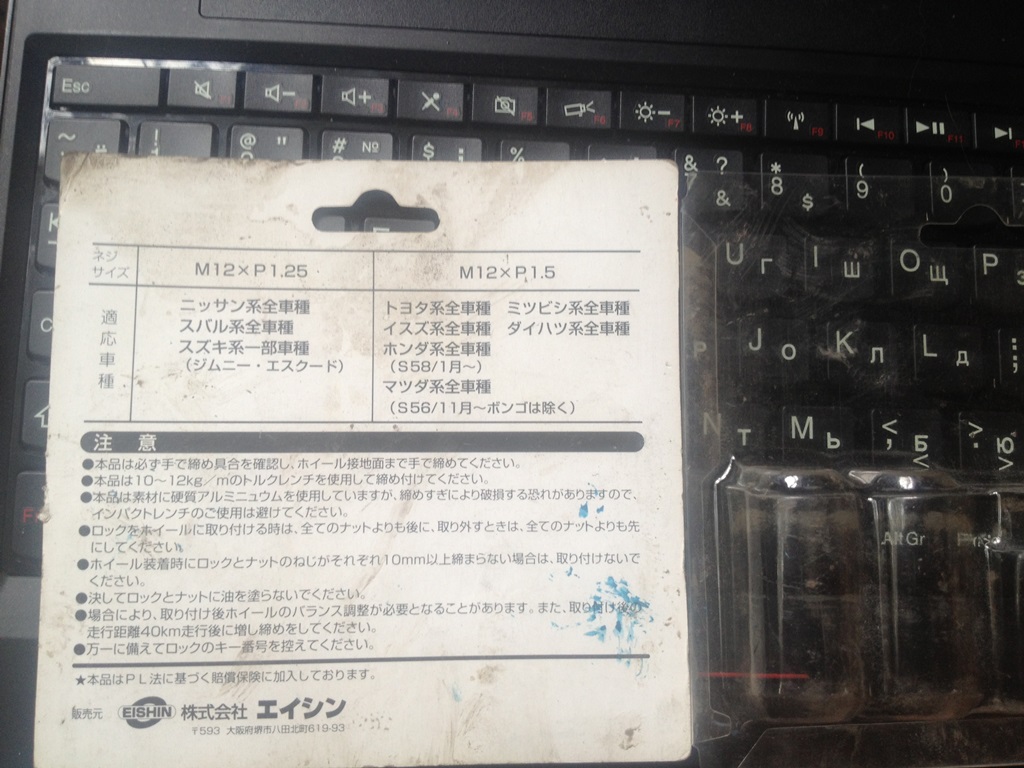 Esc
F4
F5
F6
F7
F8
F9
F10
F11
~
!
@ "
# №
$ ;
%
& ? 7 &
* 8 $
( 9
) 0
U Г
I Ш
O Щ
P З
J О
K Л
L Д
N Т
M Ь
< , Б
> . Ю
Alt Gr
ネジ
サイズ
M12×P1.25
M12×P1.5
適応車種
ニッサン系全車種
スバル系全車種
スズキ系一部車種
(ジムニー・エスクード)
トヨタ系全車種 ミツビシ系全車種
イスズ系全車種 ダイハツ系全車種
ホンダ系全車種
(S58/1月~)
マツダ系全車種
(S56/11月~ボンゴは除く)
注 意
●本品は必ず手で締め具合を確認し、ホイール接地面まで手で締めてください。
●本品は10~12kg/mのトルクレンチを使用して締め付けてください。
●本品は素材に硬質アルミニュウムを使用していますが、締めすぎにより破損する恐れがありますので、
インパクトレンチのご使用は避けてください。
●ロックをホイールに取り付ける時は、全てのナットよりも後に、取り外すときは、全てのナットよりも先
にしてください。
●ホイール装着時にロックとナットのねじがそれぞれ10mm以上締まらない場合は、取り付けないで
ください。
●決してロックとナットに油を塗らないでください。
●場合により、取り付け後ホイールのバランス調整が必要となることがあります。また、取り付け後の
走行距離40km走行後に増し締めをしてください。
●万一に備えてロックのキー番号を控えてください。
★本品はPL法に基づく賠償保険に加入しております。
販売元 EISHIN 株式会社 エイシン
〒593 大阪府堺市八田北町619-93